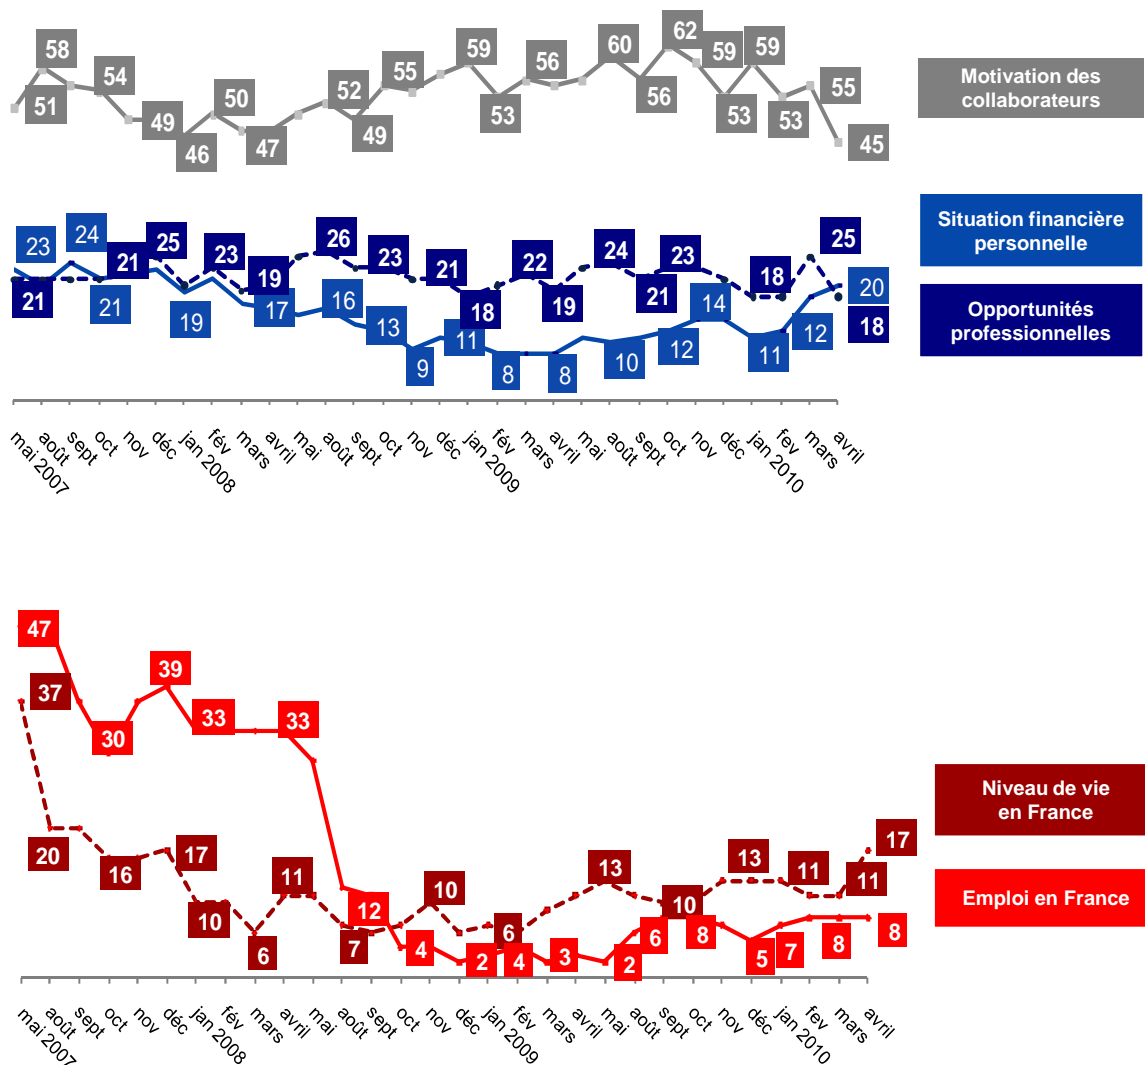 58
51
54
49
46
50
47
52
49
55
59
53
56
60
56
62
59
53
59
53
55
45
Motivation des
collaborateurs
23
21
24
21
21
25
19
23
19
17
26
16
23
13
9
21
11
18
8
22
19
8
24
10
21
23
12
14
18
11
12
25
20
18
Situation financière
personnelle
Opportunités
professionnelles
mai 2007
août
sept
oct
nov
déc
jan 2008
fév
mars
avril
mai
août
sept
oct
nov
déc
jan 2009
fév
mars
avril
mai
août
sept
oct
nov
déc
jan 2010
fev
mars
avril
47
37
20
30
16
39
17
10
33
6
33
11
7
12
4
10
2
6
4
3
13
2
6
10
8
13
5
7
11
8
11
17
8
Niveau de vie
en France
Emploi en France
mai 2007
août
sept
oct
nov
déc
jan 2008
fév
mars
avril
mai
août
sept
oct
nov
déc
jan 2009
fév
mars
avril
mai
août
sept
oct
nov
déc
jan 2010
fev
mars
avril